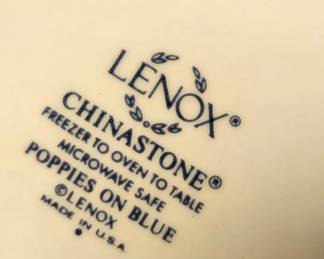 LENOX®
CHINASTONE®
FREEZER TO OVEN TO TABLE
MICROWAVE SAFE
POPPIES ON BLUE
©LENOX
MADE IN U.S.A.